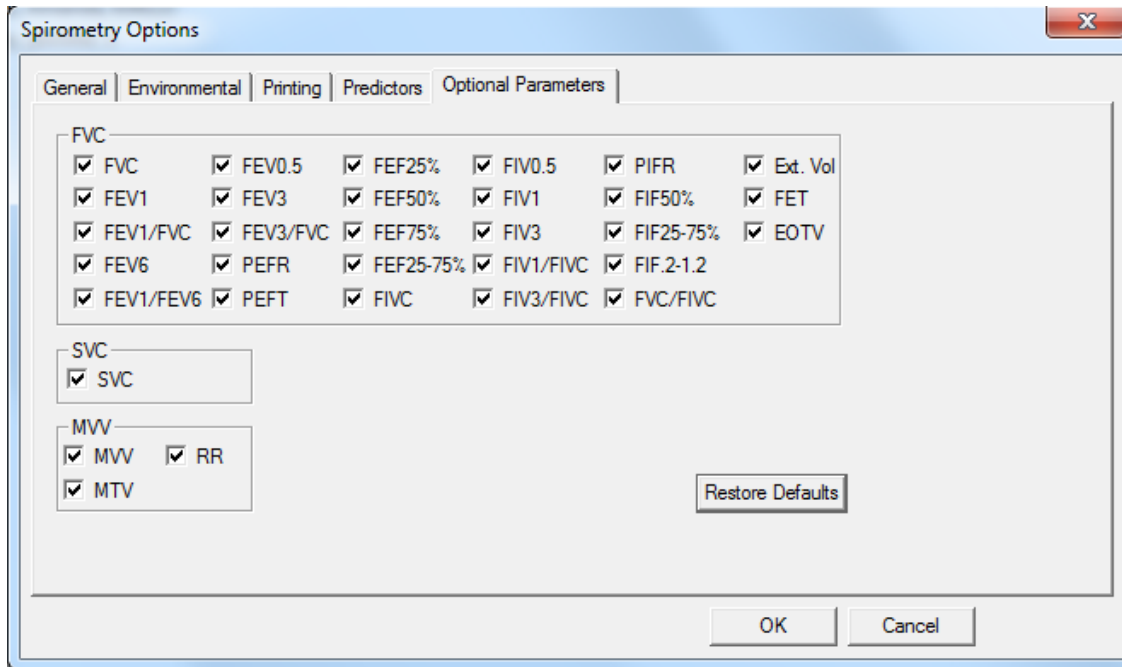 Spirometry Options
General Environmental Printing Predictors Optional Parameters
FVC
FVC FEV0.5 FEF25% FIV0.5 PIFR Ext. Vol
FEV1 FEV3 FEF50% FIV1 FIF50% FET
FEV1/FVC FEV3/FVC FEF75% FIV3 FIF25-75% EOTV
FEV6 PEFR FEF25-75% FIV1/FIVC FIF.2-1.2
FEV1/FEV6 PEFT FIVC FIV3/FIVC FVC/FIVC
SVC
SVC
MVV
MVV RR
MTV
Restore Defaults
OK Cancel